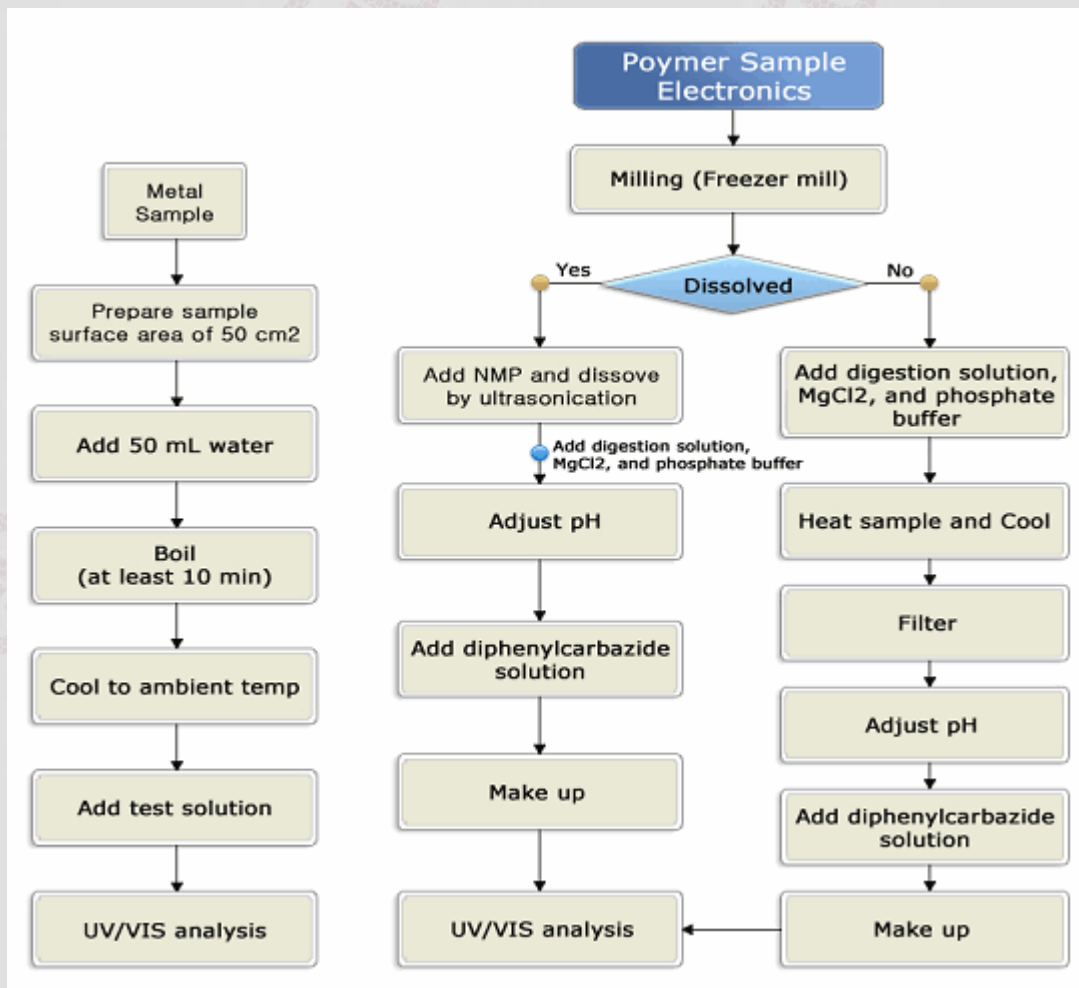 Metal
Sample
Prepare sample
surface area of 50 cm2
Add 50 mL water
Boil
(at least 10 min)
Cool to ambient temp
Add test solution
UV/VIS analysis
Poymer Sample
Electronics
Milling (Freezer mill)
Dissolved
Yes
No
Add NMP and dissove
by ultrasonication
Add digestion solution,
MgCl2, and phosphate buffer
Adjust pH
Add diphenylcarbazide
solution
Make up
UV/VIS analysis
Add digestion solution,
MgCl2, and phosphate
buffer
Heat sample and Cool
Filter
Adjust pH
Add diphenylcarbazide
solution
Make up